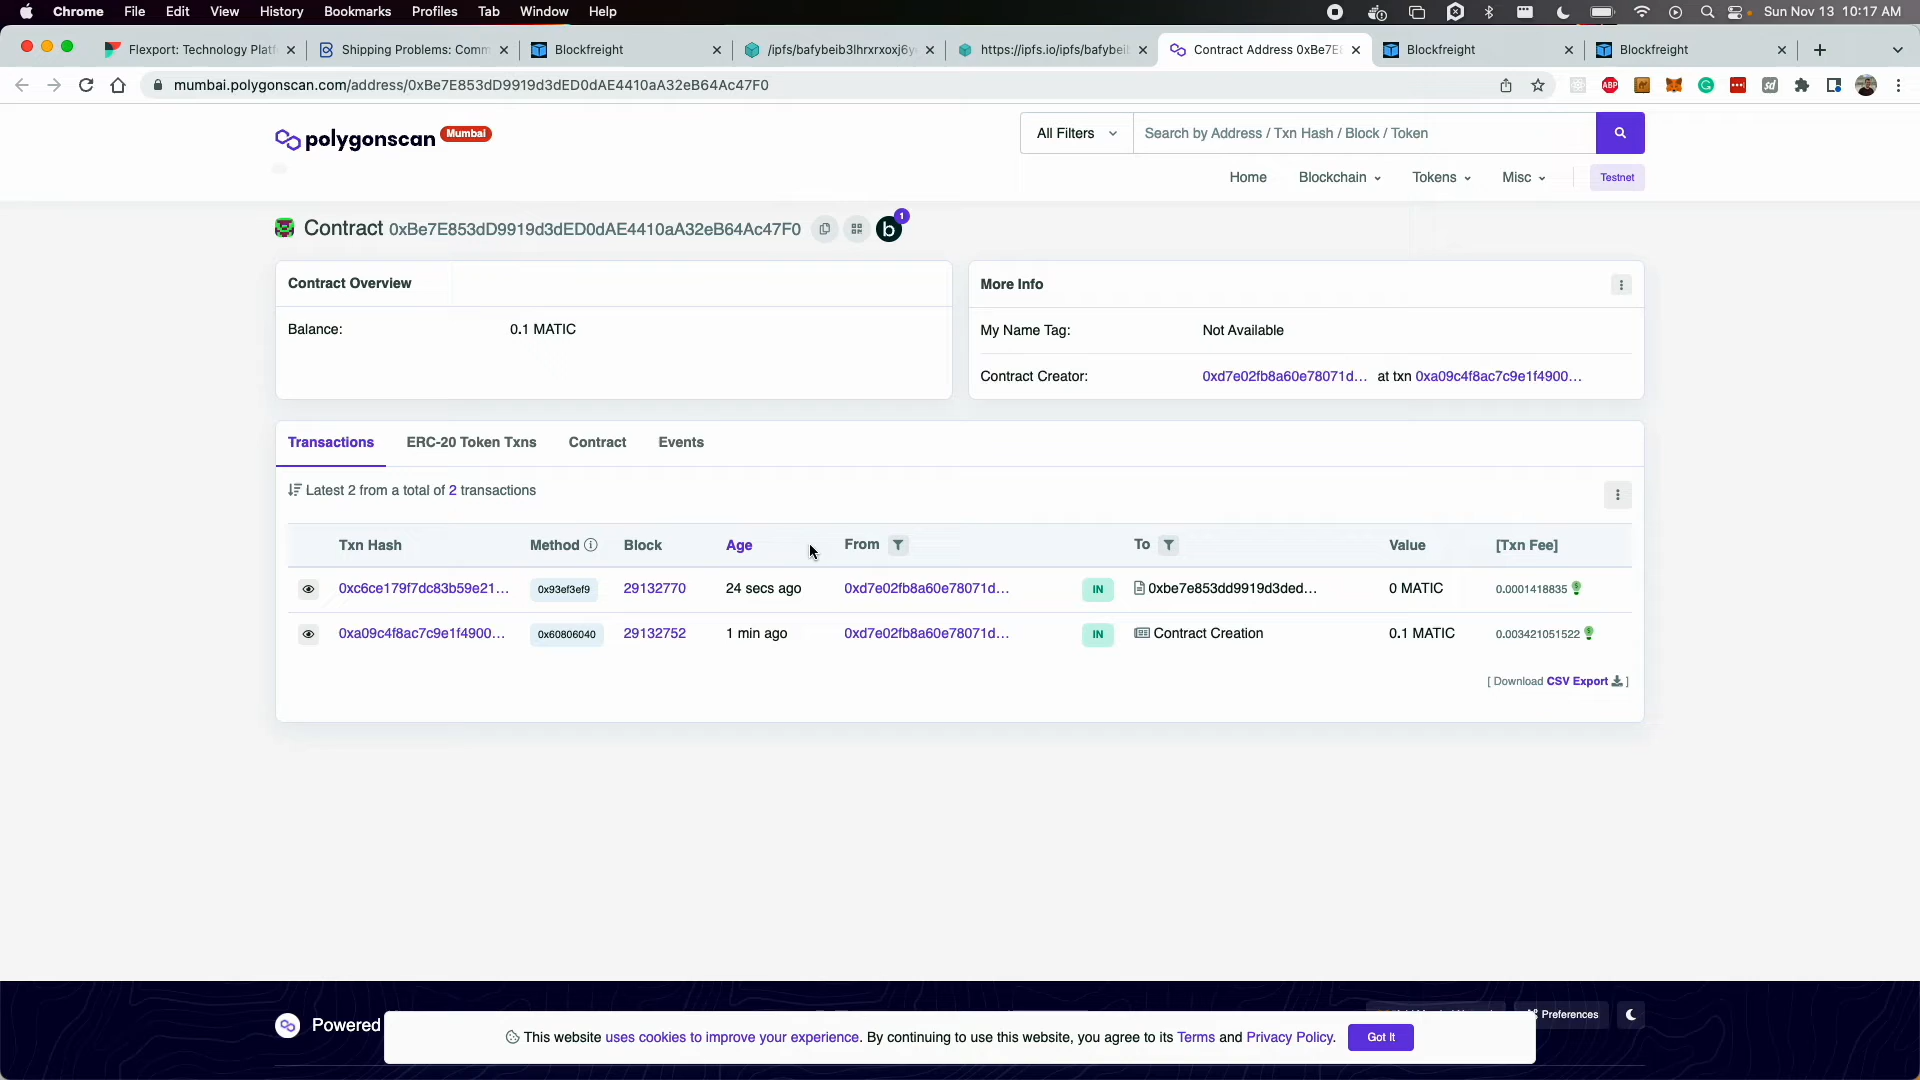 Chrome File Edit View History Bookmarks Profiles Tab Window Help Sun Nov 13 10:17 AM
Flexport: Technology Platf Shipping Problems: Comm Blockfreight /ipfs/bafybeib3lhrxrxoxj6y https://ipfs.io/ipfs/bafybei Contract Address 0xBe7E Blockfreight Blockfreight
mumbai.polygonscan.com/address/0xBe7E853dD9919d3dED0dAE4410aA32eB64Ac47F0
polygonscan Mumbai
All Filters Search by Address / Txn Hash / Block / Token
Home Blockchain Tokens Misc Testnet
Contract 0xBe7E853dD9919d3dED0dAE4410aA32eB64Ac47F0 b 1
Contract Overview
Balance: 0.1 MATIC
More Info
My Name Tag: Not Available
Contract Creator: 0xd7e02fb8a60e78071d... at txn 0xa09c4f8ac7c9e1f4900...
Transactions ERC-20 Token Txns Contract Events
Latest 2 from a total of 2 transactions
Txn Hash Method Block Age From To Value [Txn Fee]
0xc6ce179f7dc83b59e21... 0x93ef3ef9 29132770 24 secs ago 0xd7e02fb8a60e78071d... IN 0xbe7e853dd9919d3ded... 0 MATIC 0.0001418835
0xa09c4f8ac7c9e1f4900... 0x60806040 29132752 1 min ago 0xd7e02fb8a60e78071d... IN Contract Creation 0.1 MATIC 0.003421051522
[ Download CSV Export ]
Powered
Preferences
This website uses cookies to improve your experience. By continuing to use this website, you agree to its Terms and Privacy Policy. Got It